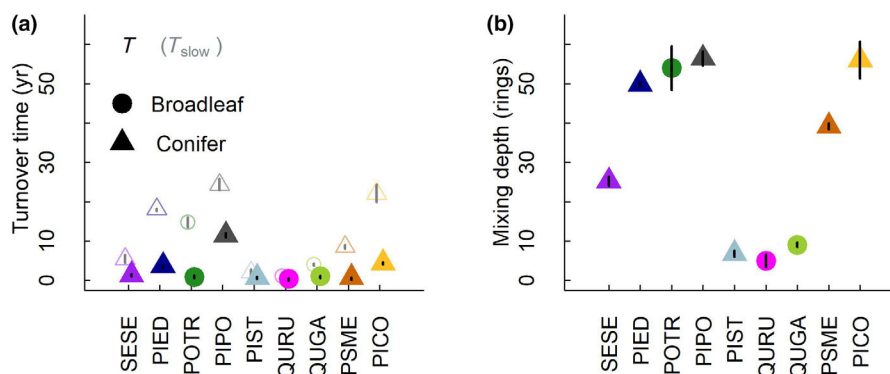 (a)
T (T slow)
Broadleaf
Conifer
Turnover time (yr)
0 10 30 50
SESE PIED POTR PIPO PIST QURU QUGA PSME PICO
(b)
Mixing depth (rings)
0 10 30 50
SESE PIED POTR PIPO PIST QURU QUGA PSME PICO